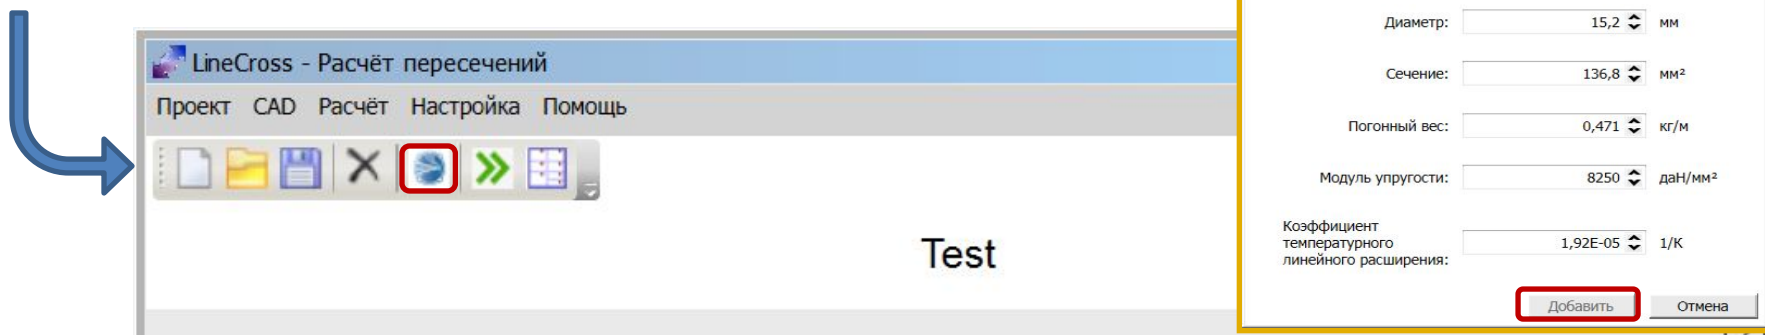 LineCross - Расчёт пересечений
Проект CAD Расчёт Настройка Помощь
Test
Диаметр: 15,2 мм
Сечение: 136,8 мм²
Погонный вес: 0,471 кг/м
Модуль упругости: 8250 даН/мм²
Коэффициент
температурного 1,92E-05 1/K
линейного расширения:
Добавить Отмена